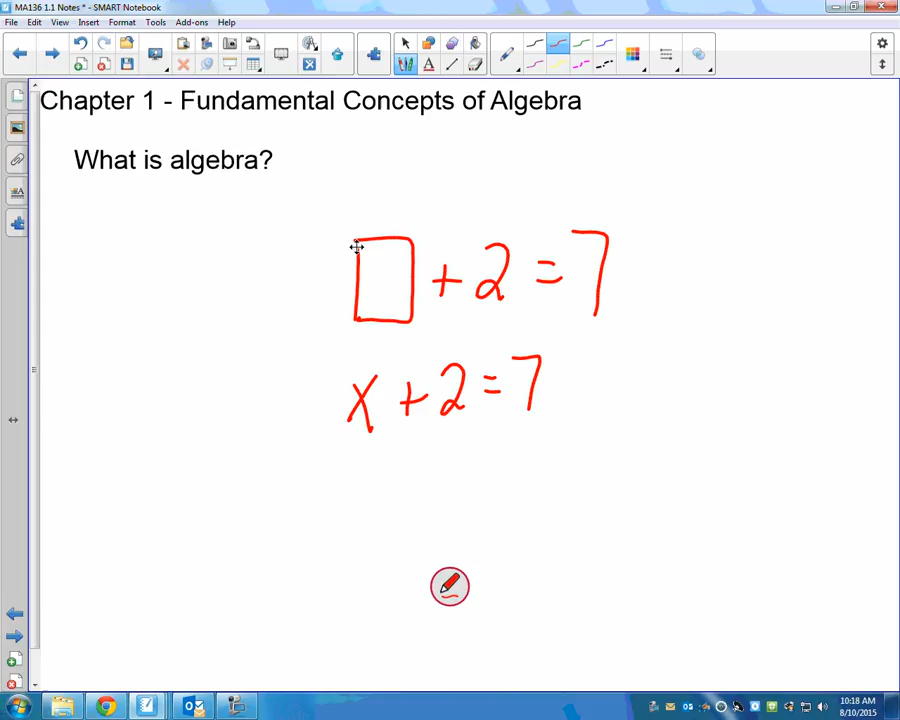 MA136 1.1 Notes * - SMART Notebook
File Edit View Insert Format Tools Add-ons Help
Chapter 1 - Fundamental Concepts of Algebra
What is algebra?
□ + 2 = 7
x + 2 = 7
10:18 AM
8/10/2015